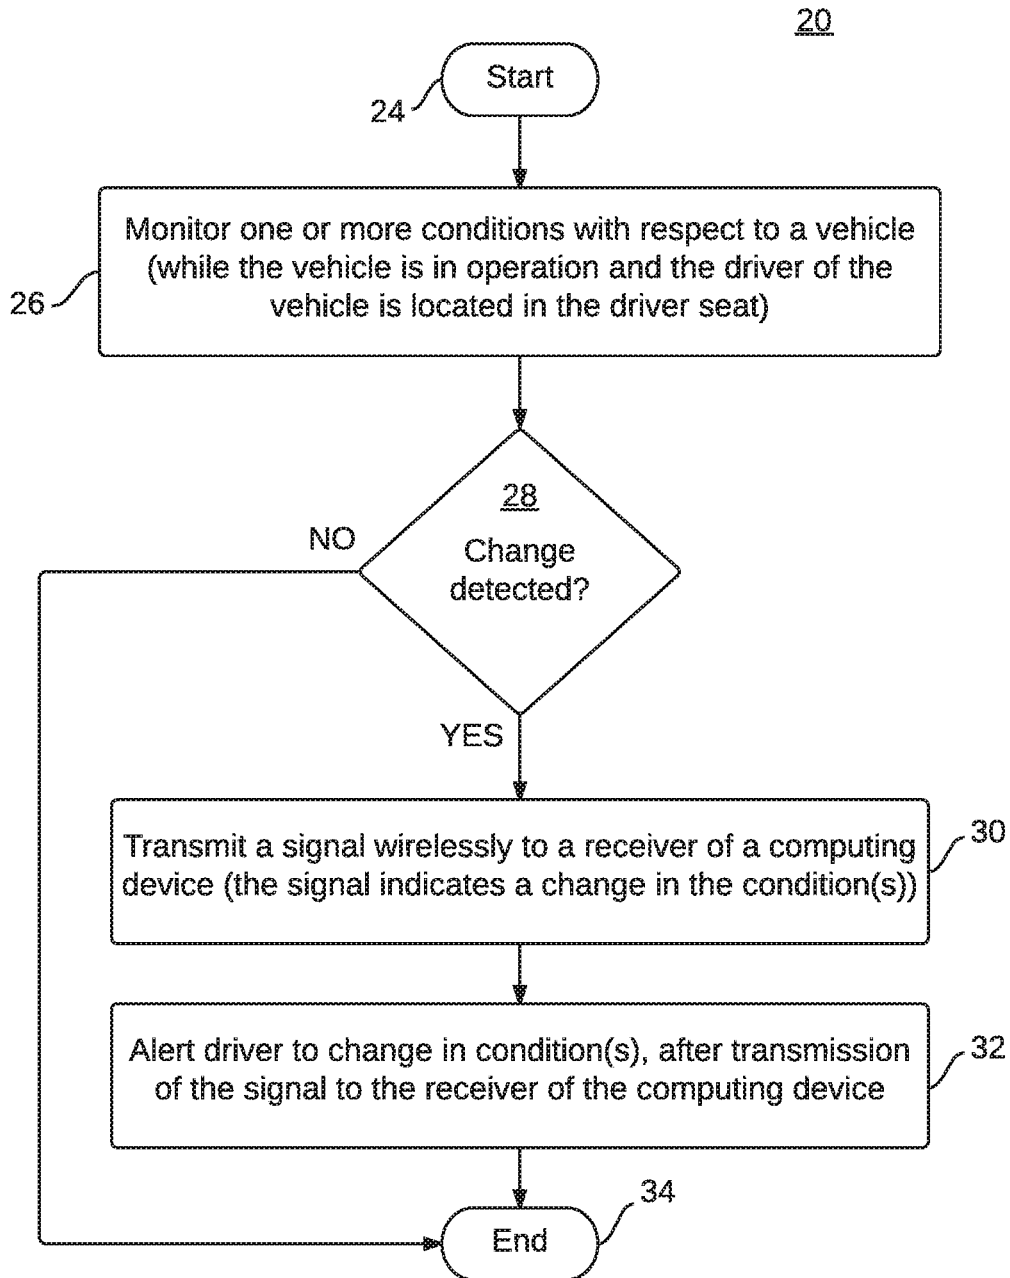 20
Start
24
Monitor one or more conditions with respect to a vehicle
(while the vehicle is in operation and the driver of the
vehicle is located in the driver seat)
26
28
Change
detected?
NO
YES
Transmit a signal wirelessly to a receiver of a computing
device (the signal indicates a change in the condition(s))
30
Alert driver to change in condition(s), after transmission
of the signal to the receiver of the computing device
32
34
End